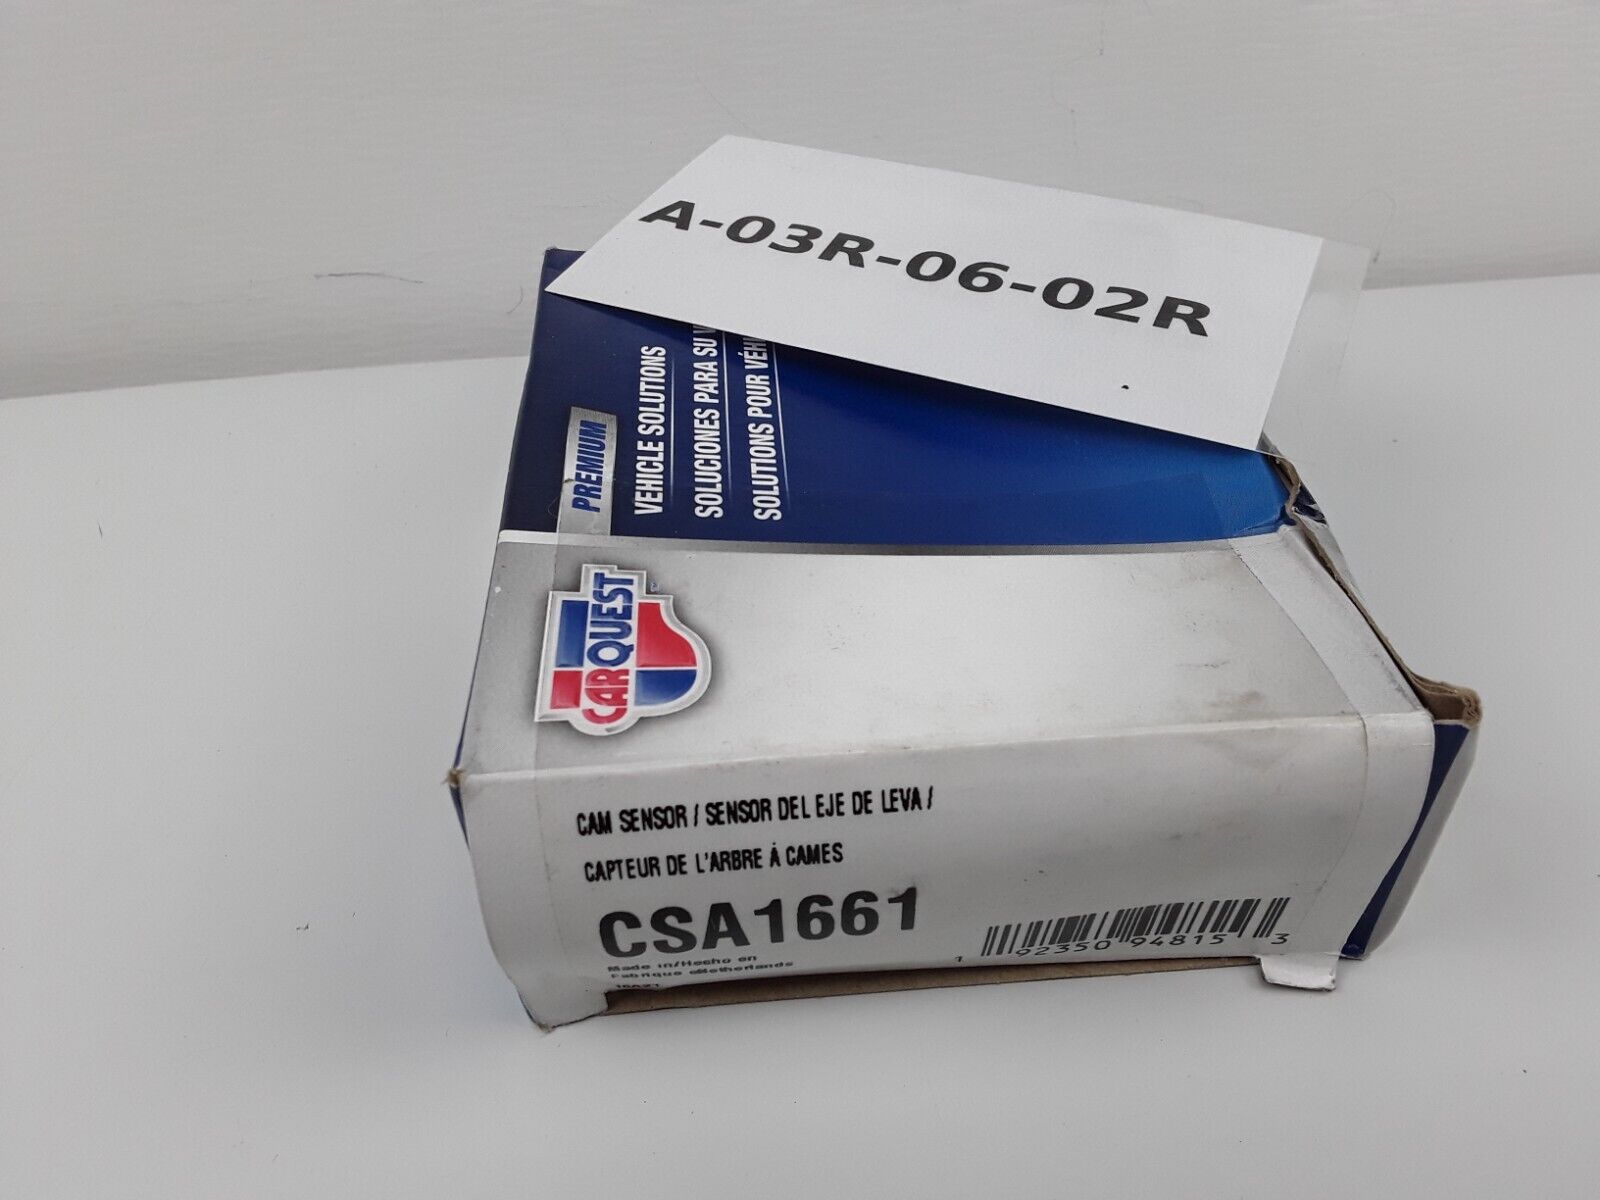 A-03R-06-02R
PREMIUM
VEHICLE SOLUTIONS
SOLUCIONES PARA SU
SOLUTIONS POUR
CARQUEST
CAM SENSOR / SENSOR DEL EJE DE LEVA /
CAPTEUR DE L'ARBRE À CAMES
CSA1661
Made in/Hecho en
Fabrique
1 92350 94815 3